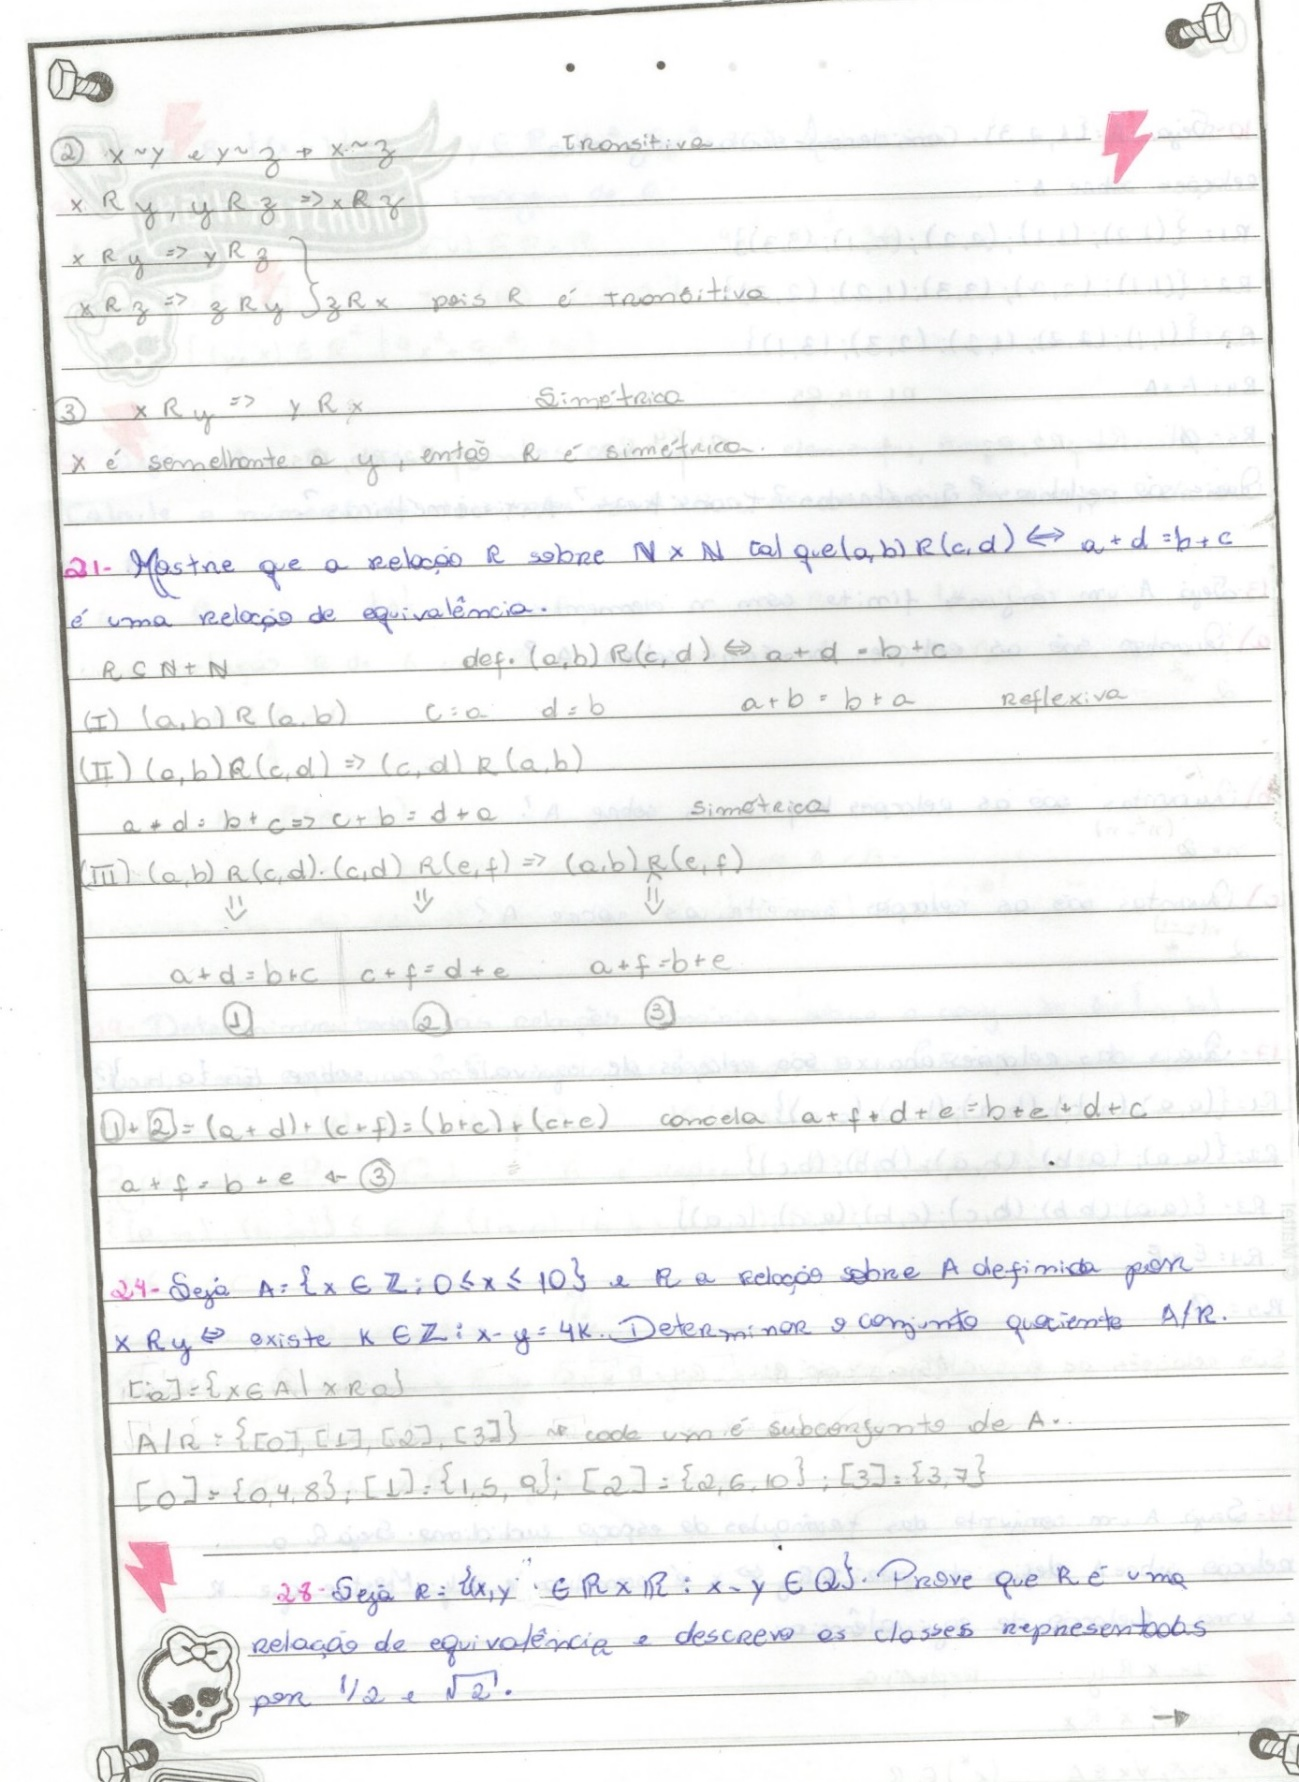 ② x ~ y e y ~ z → x ~ z Transitiva
x R y, y R z => x R z
x R y => y R z
x R z => z R y } z R x pois R é transitiva
③ x R y => y R x Simétrica
x é semelhante a y, então R é simétrica.
21- Mostre que a relação R sobre N x N tal que (a,b) R (c,d) ⇔ a + d = b + c
é uma relação de equivalência.
R ⊆ N + N def. (a,b) R (c,d) ⇔ a + d = b + c
(I) (a,b) R (a,b) c = a d = b a + b = b + a Reflexiva
(II) (a,b) R (c,d) => (c,d) R (a,b)
a + d = b + c => c + b = d + a simétrica
(III) (a,b) R (c,d). (c,d) R (e,f) => (a,b) R (e,f)
⇓ ⇓ ⇓
a + d = b + c c + f = d + e a + f = b + e
① ② ③
① + ② = (a + d) + (c + f) = (b + c) + (c + e) cancela a + f + d + e = b + e + d + c
a + f = b + e ← ③
24- Seja A = {x ∈ Z : 0 ≤ x ≤ 10} e R a relação sobre A definida por
x R y ⇔ existe K ∈ Z : x - y = 4K. Determinar o conjunto quociente A/R.
[a] = {x ∈ A | x R a}
A/R = {[0], [1], [2], [3]} → cada um é subconjunto de A.
[0] = {0,4,8}; [1] = {1,5,9}; [2] = {2,6,10}; [3] = {3,7}
28- Seja R = {(x,y ∈ R x R : x - y ∈ Q}. Prove que R é uma
relação de equivalência e descreva as classes representadas
por 1/2 e √2.
→